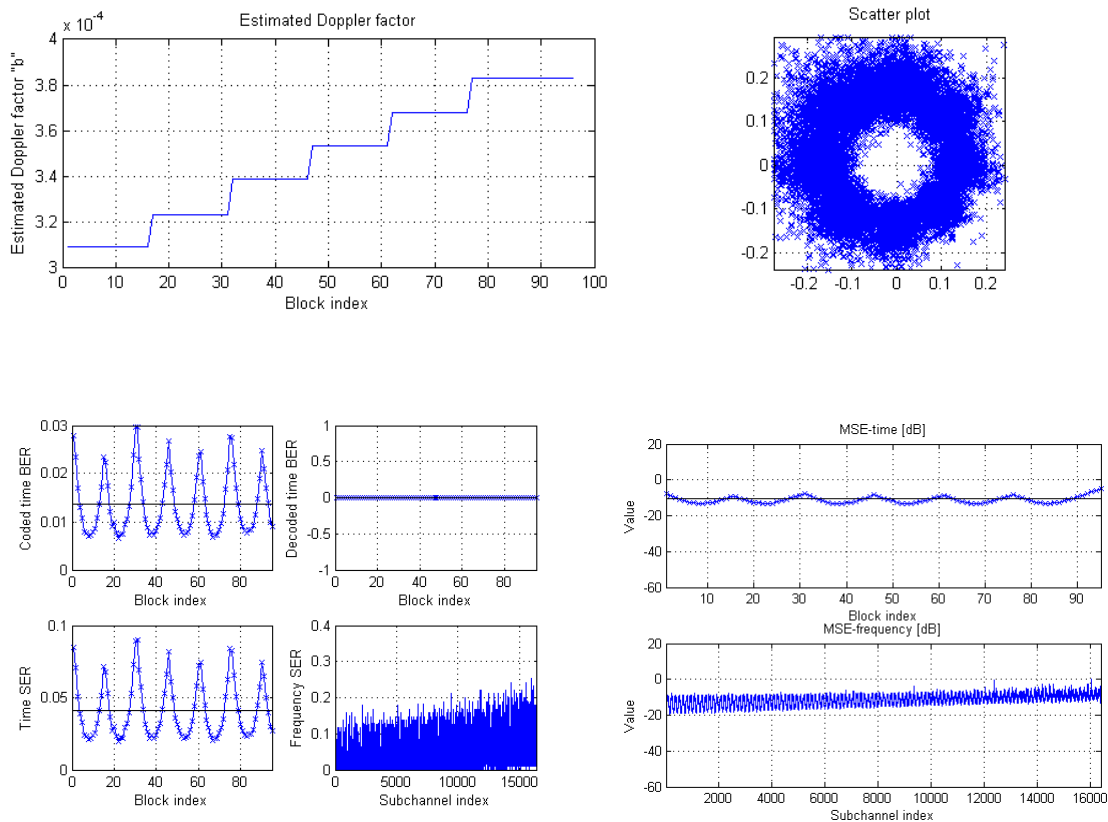 Estimated Doppler factor
x 10^-4
4
3.8
3.6
3.4
3.2
3
0 10 20 30 40 50 60 70 80 90 100
Estimated Doppler factor "b"
Block index
Scatter plot
0.2
0.1
0
-0.1
-0.2
-0.2 -0.1 0 0.1 0.2
0.03
0.02
0.01
0
0 20 40 60 80
Coded time BER
Block index
1
0.5
0
-0.5
-1
0 20 40 60 80
Decoded time BER
Block index
MSE-time [dB]
20
0
-20
-40
-60
10 20 30 40 50 60 70 80 90
Value
Block index
0.1
0.05
0
0 20 40 60 80
Time SER
Block index
0.4
0.3
0.2
0.1
0
0 5000 10000 15000
Frequency SER
Subchannel index
MSE-frequency [dB]
20
0
-20
-40
-60
2000 4000 6000 8000 10000 12000 14000 16000
Value
Subchannel index